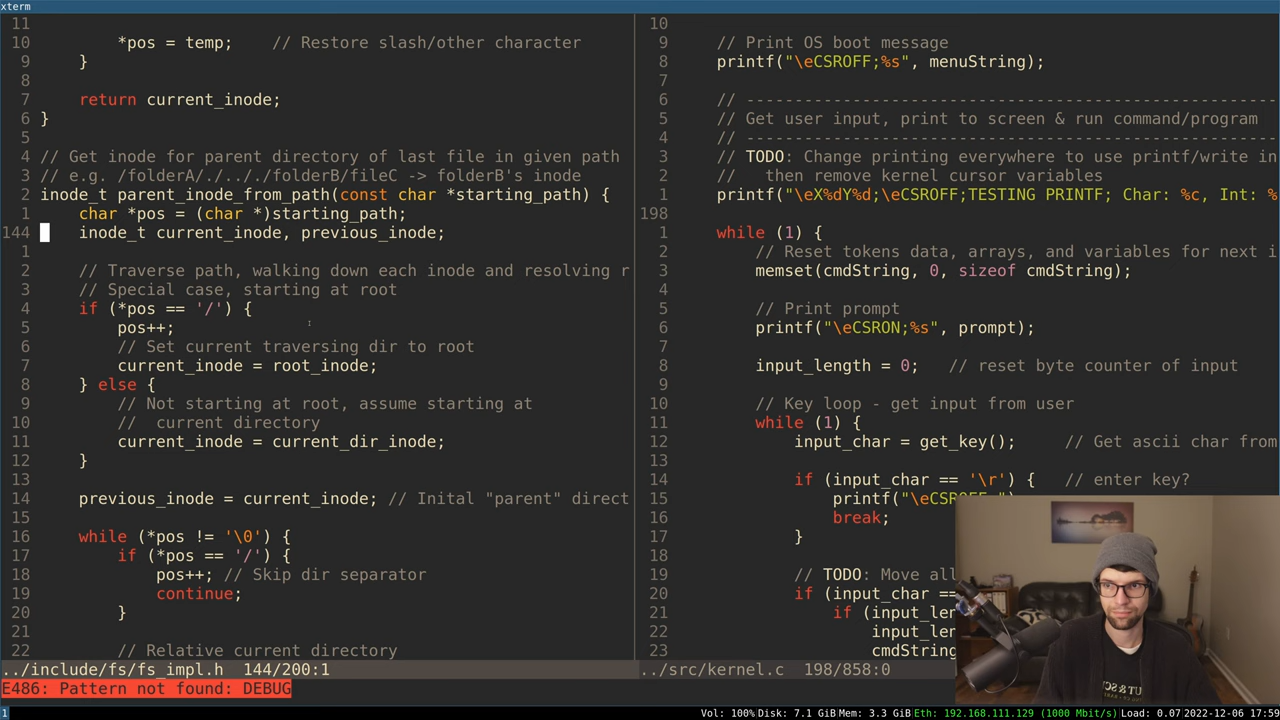 xterm
11
10 *pos = temp;    // Restore slash/other character
9 }
8
7 return current_inode;
6 }
5
4 // Get inode for parent directory of last file in given path
3 // e.g. /folderA/./.././folderB/fileC -> folderB's inode
2 inode_t parent_inode_from_path(const char *starting_path) {
1 char *pos = (char *)starting_path;
144 inode_t current_inode, previous_inode;
1
2 // Traverse path, walking down each inode and resolving r
3 // Special case, starting at root
4 if (*pos == '/') {
5 pos++;
6 // Set current traversing dir to root
7 current_inode = root_inode;
8 } else {
9 // Not starting at root, assume starting at
10 //  current directory
11 current_inode = current_dir_inode;
12 }
13
14 previous_inode = current_inode; // Inital "parent" direct
15
16 while (*pos != '\0') {
17 if (*pos == '/') {
18 pos++; // Skip dir separator
19 continue;
20 }
21
22 // Relative current directory
../include/fs/fs_impl.h  144/200:1
E486: Pattern not found: DEBUG
10
9 // Print OS boot message
8 printf("\eCSROFF;%s", menuString);
7
6 // -------------------------------------------------------
5 // Get user input, print to screen & run command/program
4 // -------------------------------------------------------
3 // TODO: Change printing everywhere to use printf/write in
2 //   then remove kernel cursor variables
1 printf("\eX%dY%d;\eCSROFF;TESTING PRINTF; Char: %c, Int: %
198
1 while (1) {
2 // Reset tokens data, arrays, and variables for next i
3 memset(cmdString, 0, sizeof cmdString);
4
5 // Print prompt
6 printf("\eCSRON;%s", prompt);
7
8 input_length = 0;   // reset byte counter of input
9
10 // Key loop - get input from user
11 while (1) {
12 input_char = get_key();     // Get ascii char from
13
14 if (input_char == '\r') {   // enter key?
15 printf("\eCSROFF;")
16 break;
17 }
18
19 // TODO: Move all
20 if (input_char ==
21 if (input_len
22 input_len
23 cmdString
../src/kernel.c  198/858:0
1
Vol: 100% Disk: 7.1 GiB Mem: 3.3 GiB Eth: 192.168.111.129 (1000 Mbit/s) Load: 0.07 2022-12-06 17:59